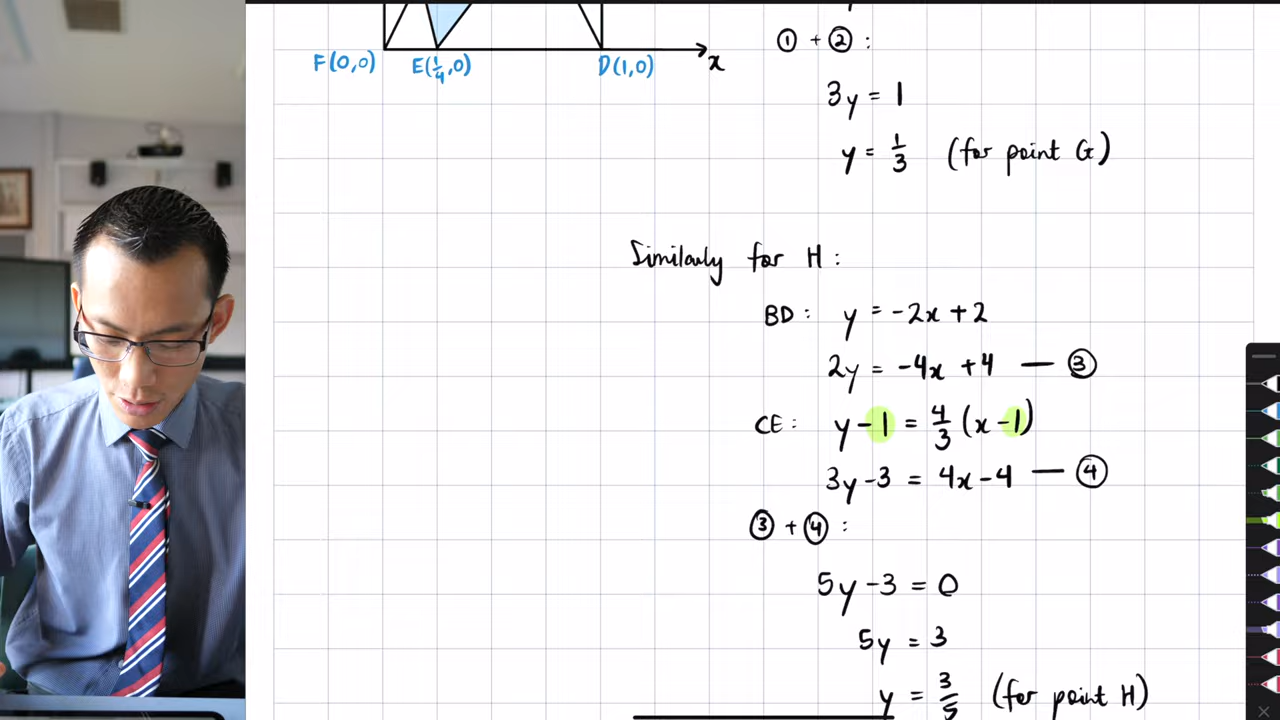 F(0,0) E(1/4,0) D(1,0) x
① + ② :
3y = 1
y = 1/3 (for point G)
Similarly for H :
BD : y = -2x + 2
2y = -4x + 4 — ③
CE : y - 1 = 4/3 (x - 1)
3y - 3 = 4x - 4 — ④
③ + ④ :
5y - 3 = 0
5y = 3
y = 3/5 (for point H)